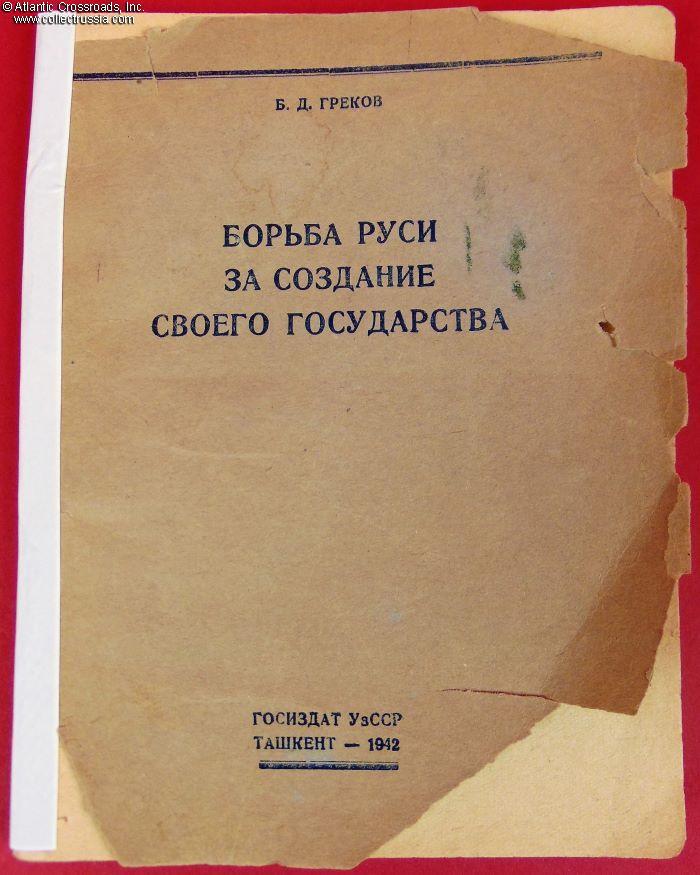 © Atlantic Crossroads, Inc.
www.collectrussia.com
Б. Д. ГРЕКОВ
БОРЬБА РУСИ
ЗА СОЗДАНИЕ
СВОЕГО ГОСУДАРСТВА
ГОСИЗДАТ УзССР
ТАШКЕНТ — 1942